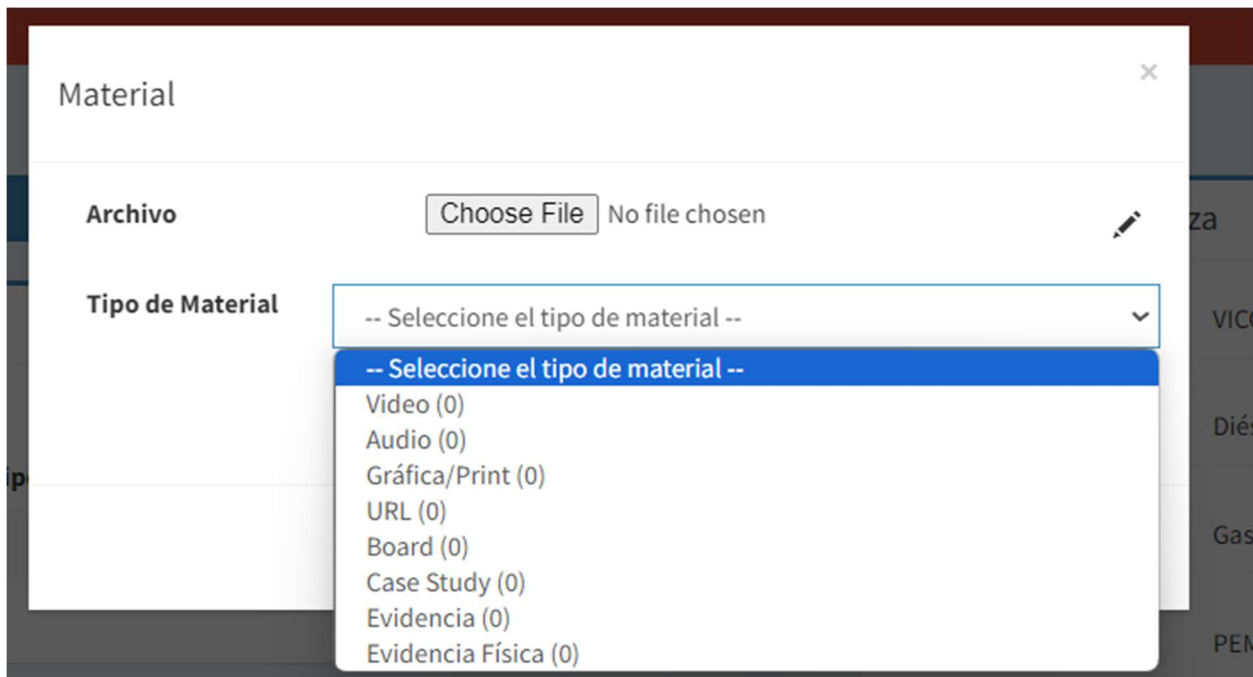 Material
×
Archivo
Choose File No file chosen
Tipo de Material
-- Seleccione el tipo de material --
-- Seleccione el tipo de material --
Video (0)
Audio (0)
Gráfica/Print (0)
URL (0)
Board (0)
Case Study (0)
Evidencia (0)
Evidencia Física (0)